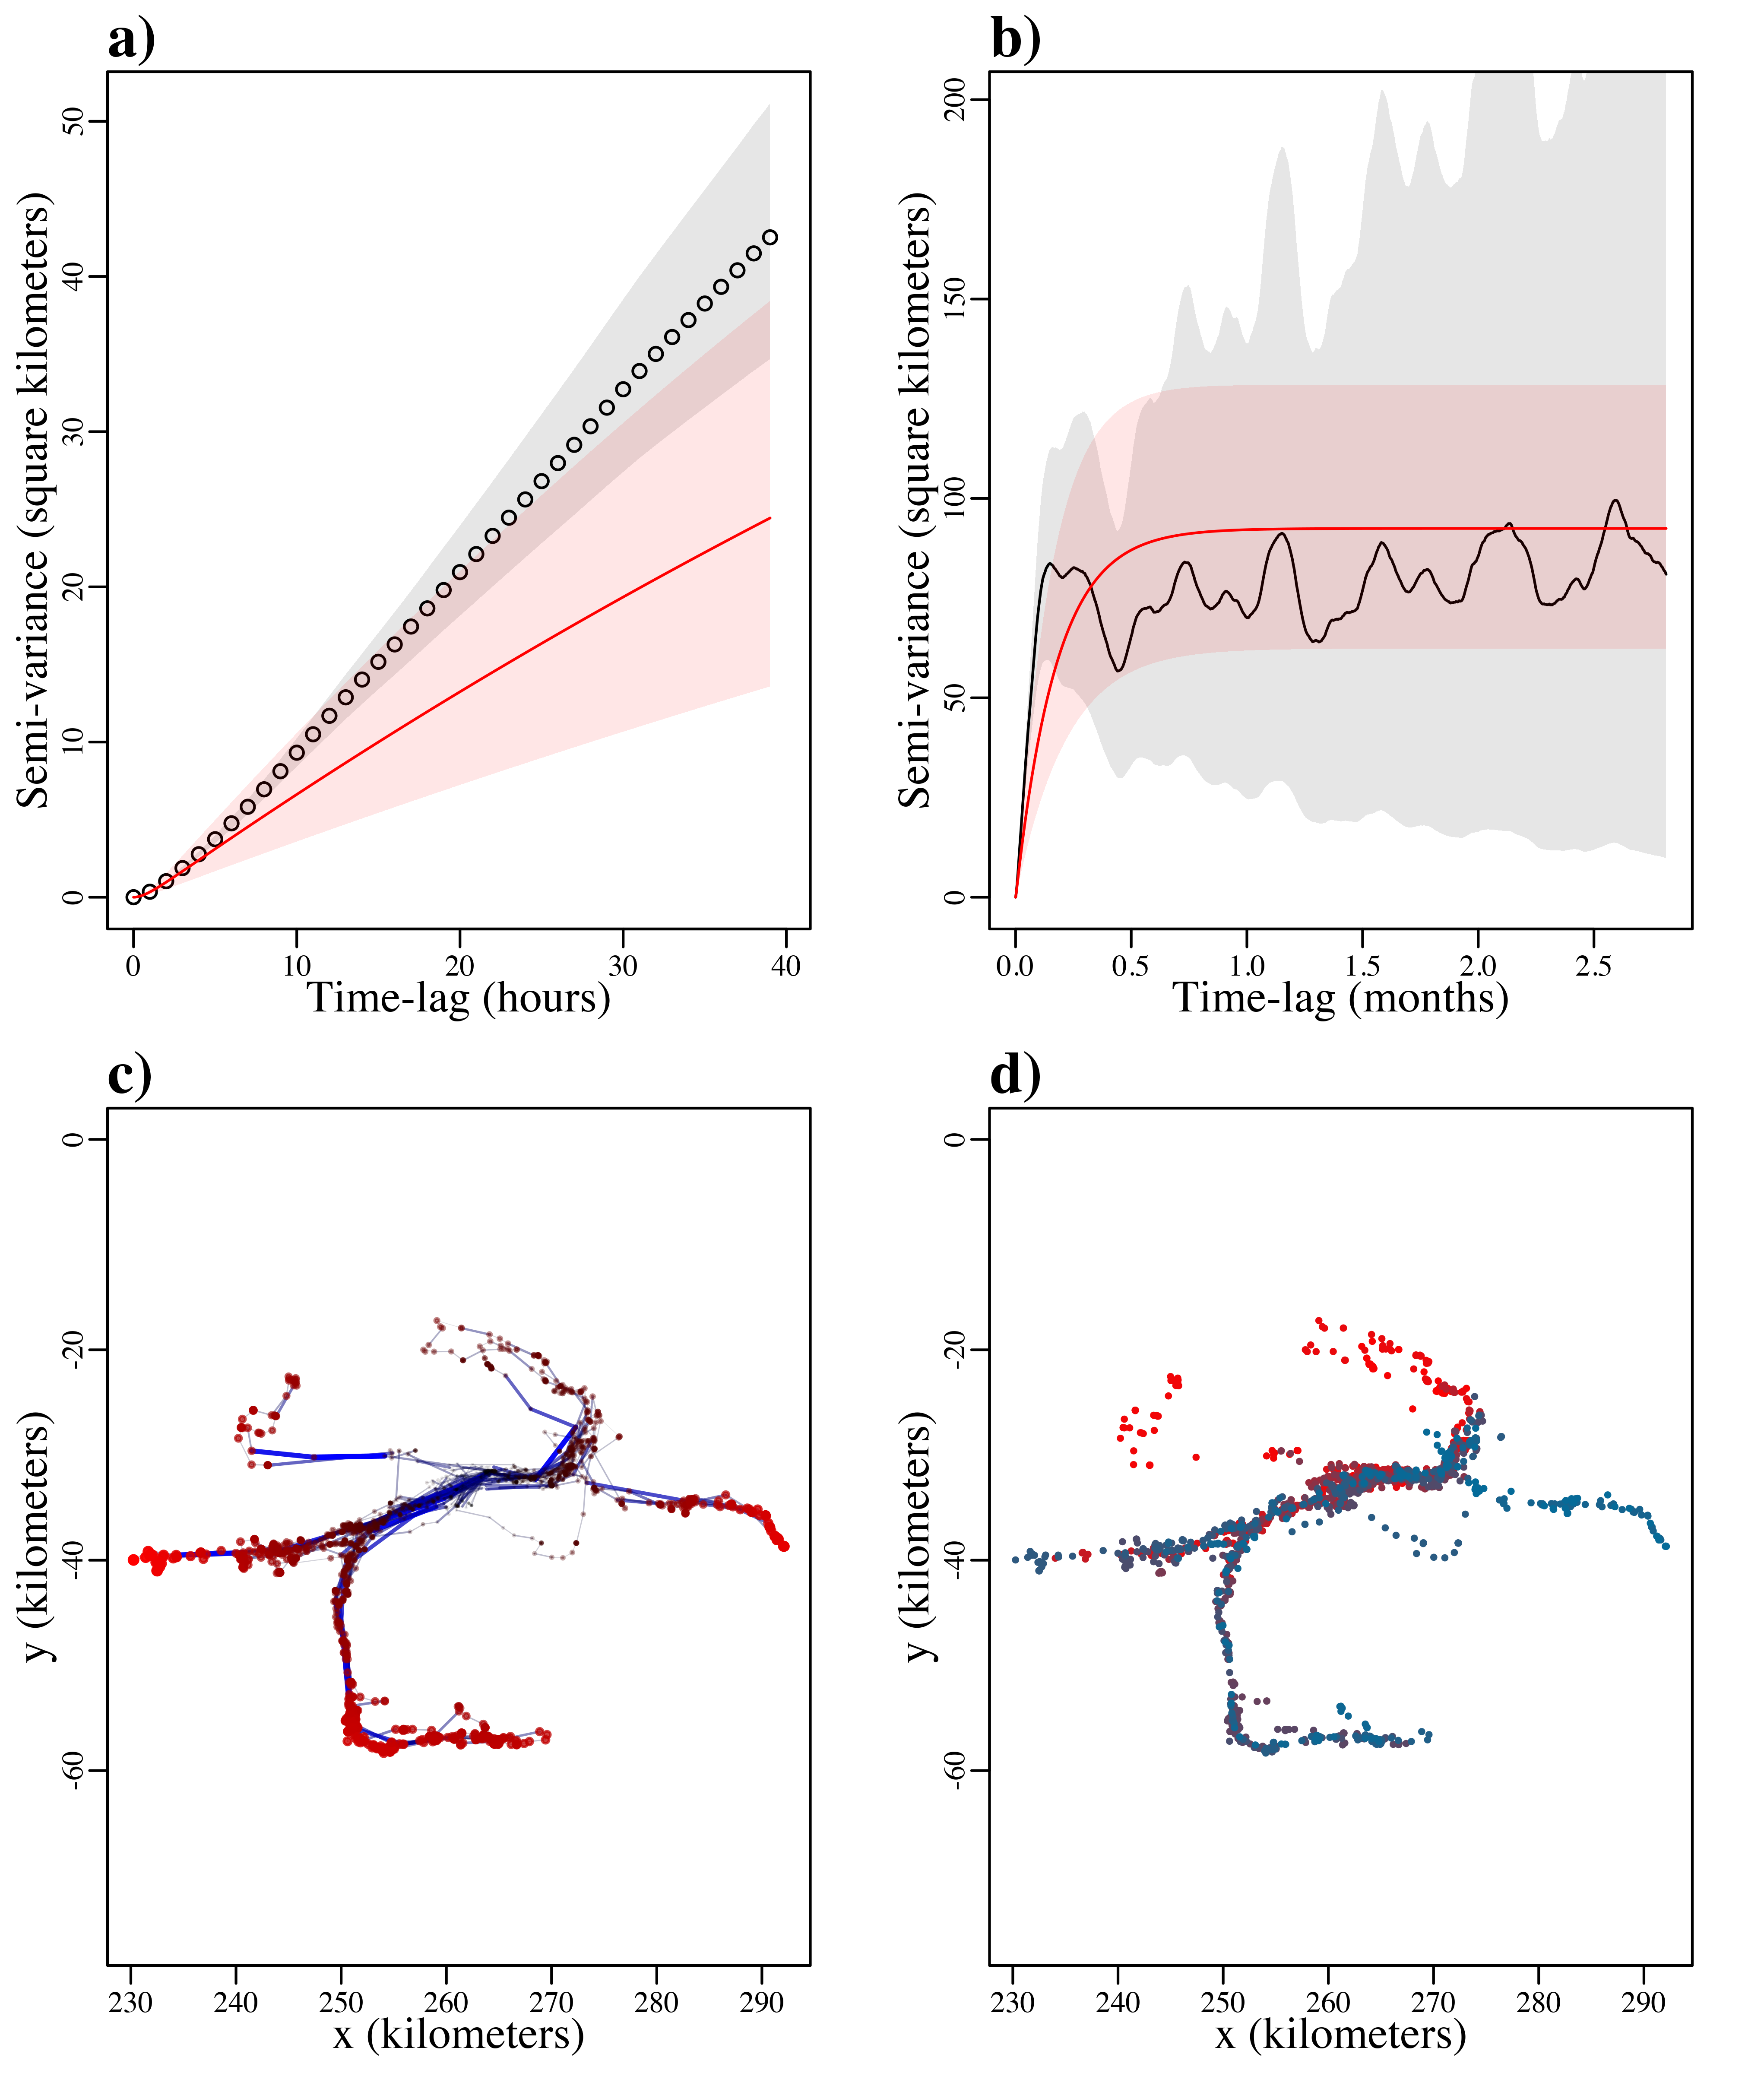 a)
Semi-variance (square kilometers)
50
40
30
20
10
0
0 10 20 30 40
Time-lag (hours)
b)
Semi-variance (square kilometers)
200
150
100
50
0
0.0 0.5 1.0 1.5 2.0 2.5
Time-lag (months)
c)
y (kilometers)
0
-20
-40
-60
230 240 250 260 270 280 290
x (kilometers)
d)
y (kilometers)
0
-20
-40
-60
230 240 250 260 270 280 290
x (kilometers)